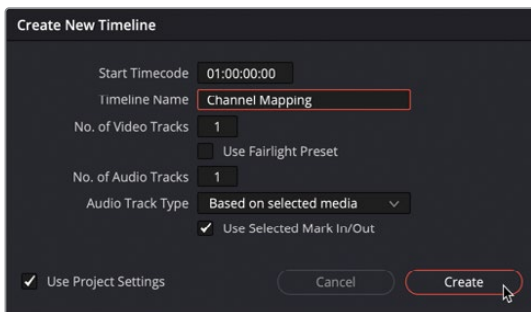 Create New Timeline
Start Timecode 01:00:00:00
Timeline Name Channel Mapping
No. of Video Tracks 1
Use Fairlight Preset
No. of Audio Tracks 1
Audio Track Type Based on selected media
Use Selected Mark In/Out
Use Project Settings Cancel Create